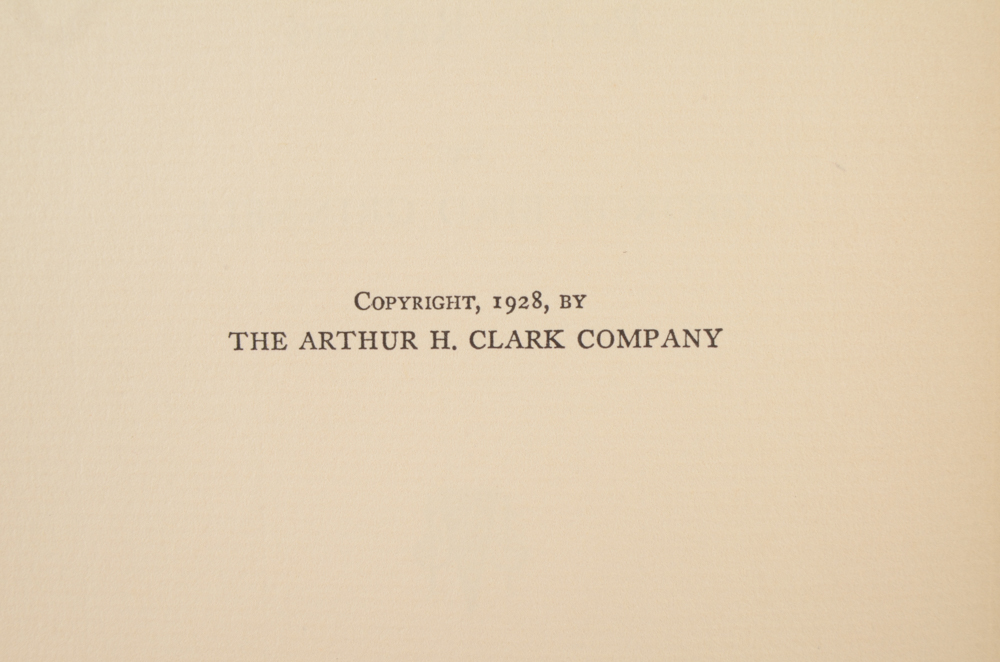 Copyright, 1928, by
THE ARTHUR H. CLARK COMPANY